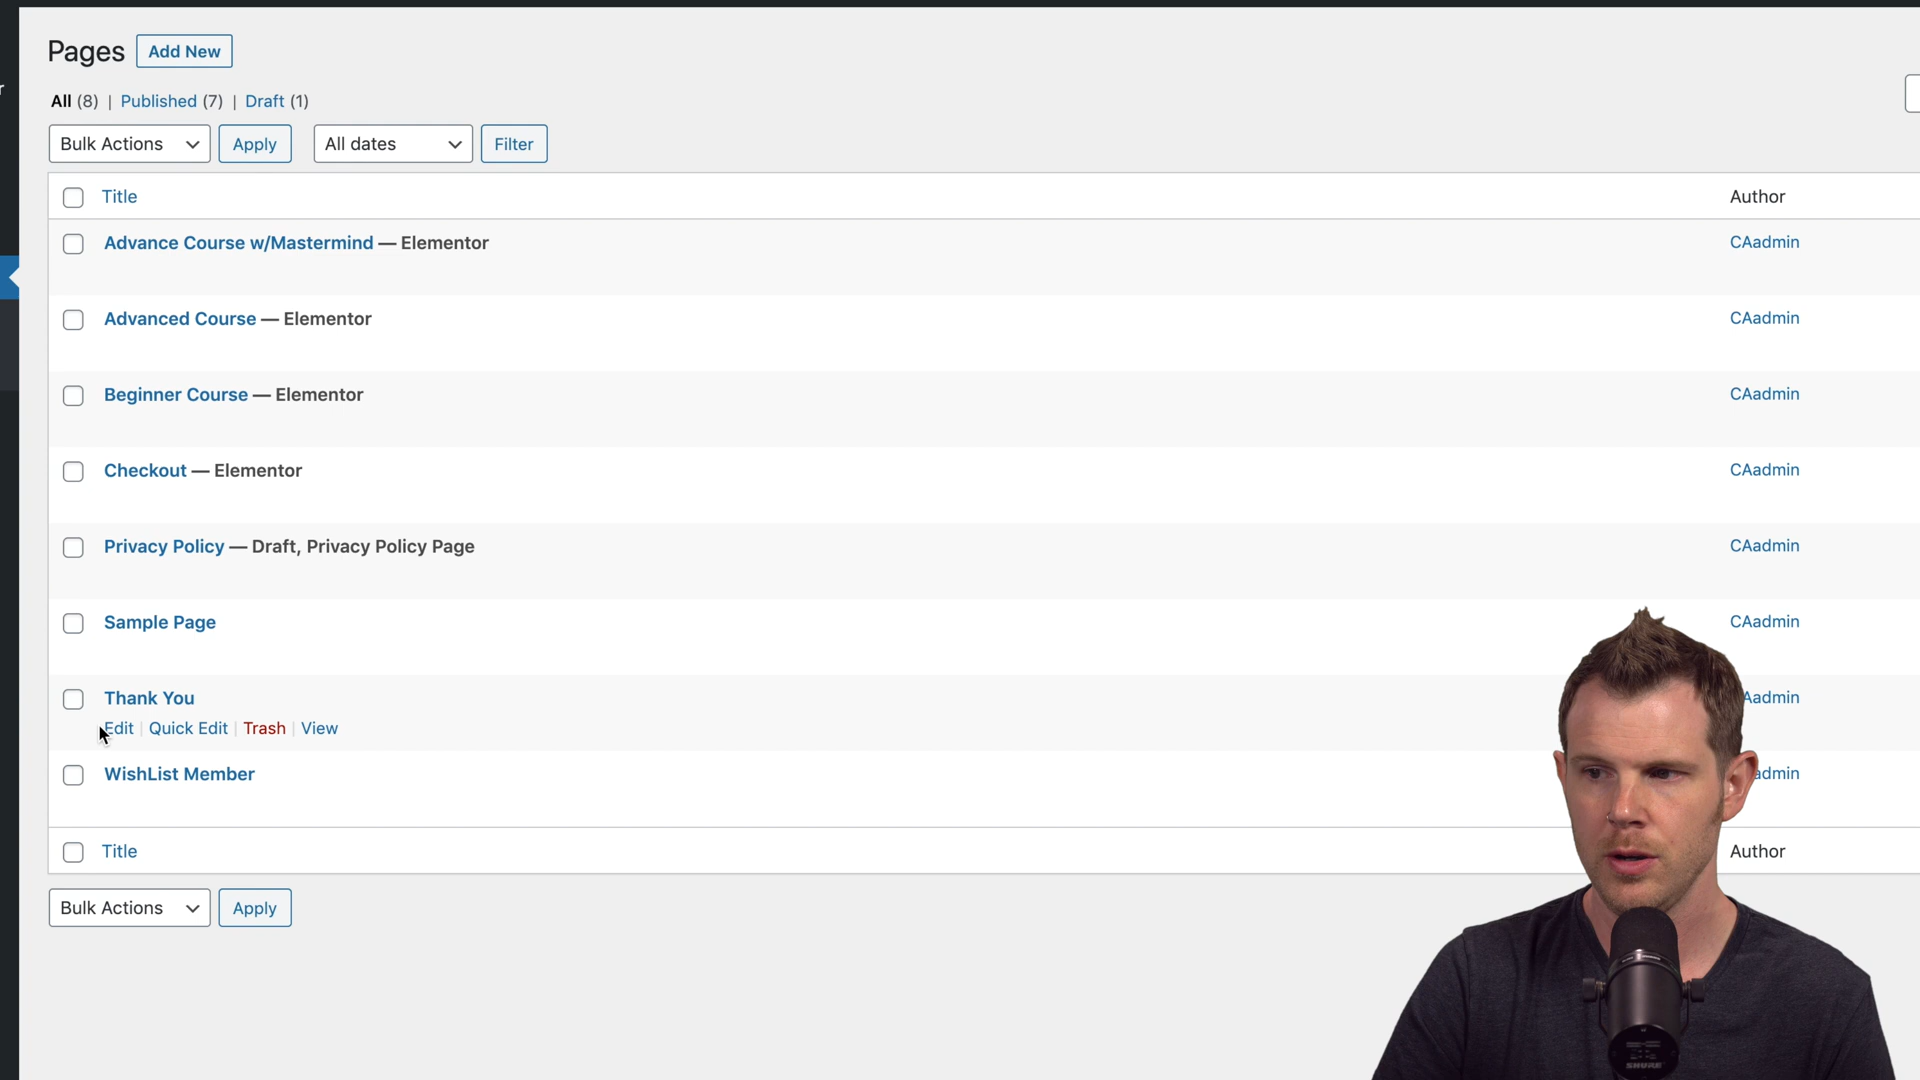 r
Pages Add New
All (8) | Published (7) | Draft (1)
Bulk Actions Apply All dates Filter
Title Author
Advance Course w/Mastermind — Elementor CAadmin
Advanced Course — Elementor CAadmin
Beginner Course — Elementor CAadmin
Checkout — Elementor CAadmin
Privacy Policy — Draft, Privacy Policy Page CAadmin
Sample Page CAadmin
Thank You Aadmin
Edit | Quick Edit | Trash | View
WishList Member admin
Title Author
Bulk Actions Apply
SHURE